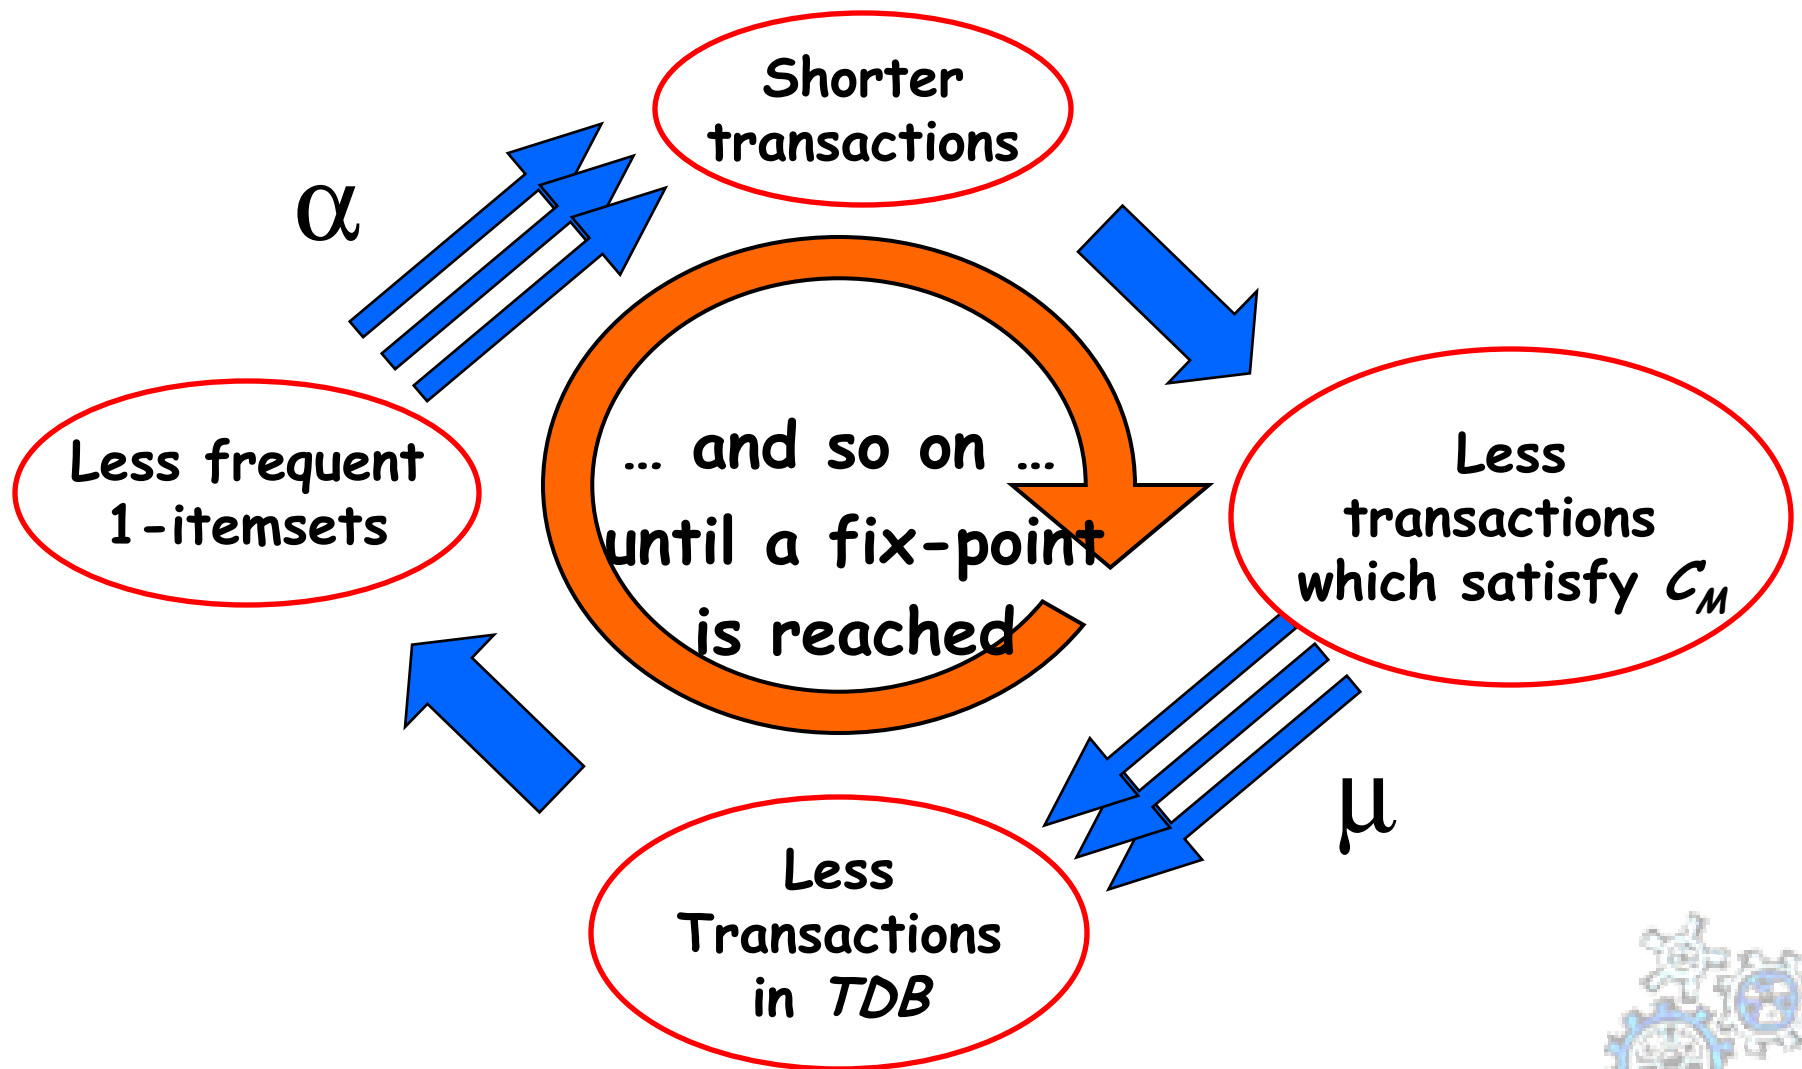 Shorter
transactions
α
Less frequent
1-itemsets
... and so on ...
until a fix-point
is reached
Less
transactions
which satisfy C_M
μ
Less
Transactions
in TDB